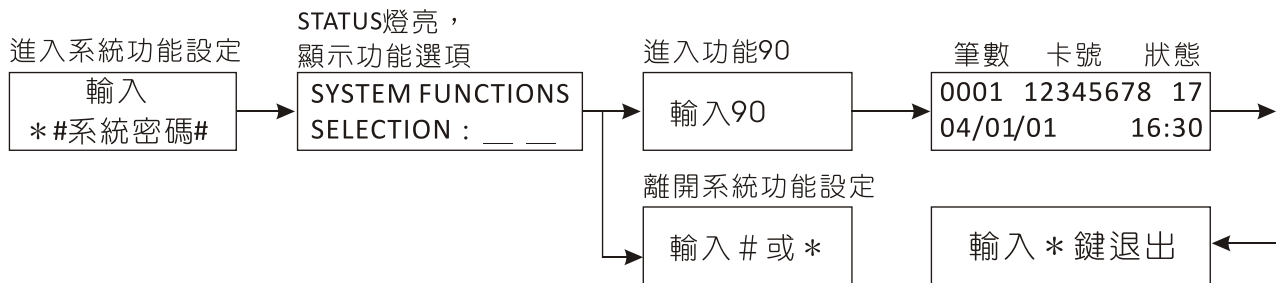 進入系統功能設定
輸入
*#系統密碼#
STATUS燈亮，
顯示功能選項
SYSTEM FUNCTIONS
SELECTION : __ __
進入功能90
輸入90
筆數 卡號 狀態
0001 12345678 17
04/01/01 16:30
離開系統功能設定
輸入#或*
輸入*鍵退出